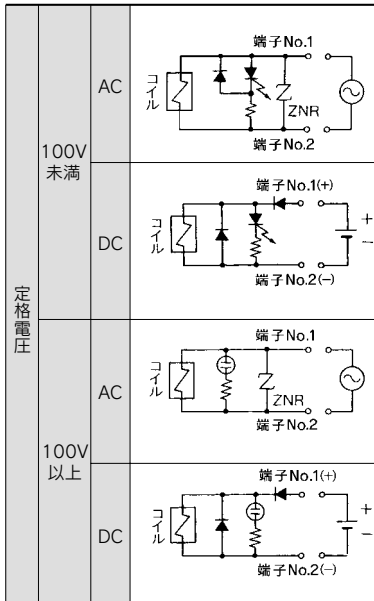 定格電圧
100V
未満
AC
コイル
端子No.1
ZNR
端子No.2
DC
コイル
端子No.1(+)
+
−
端子No.2(−)
100V
以上
AC
コイル
端子No.1
ZNR
端子No.2
DC
コイル
端子No.1(+)
+
−
端子No.2(−)